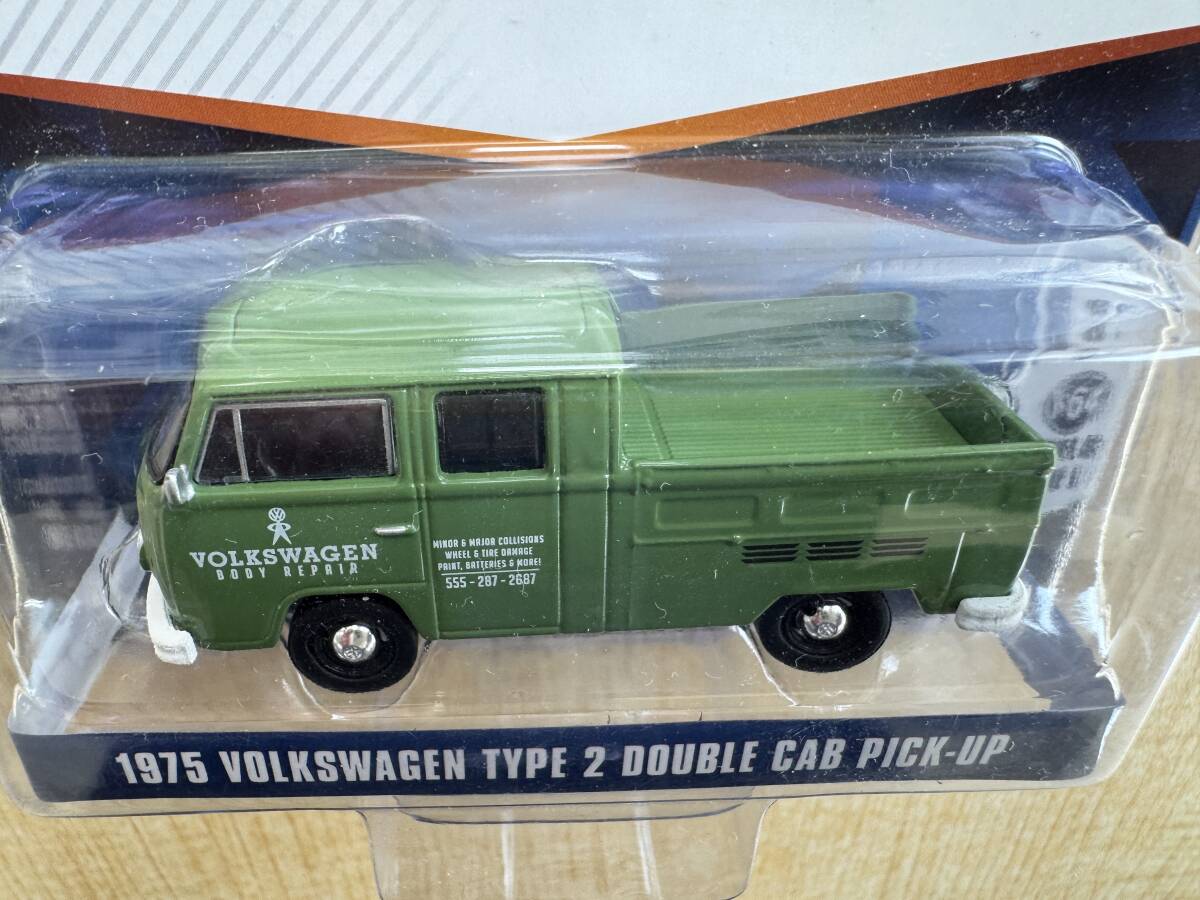 VOLKSWAGEN
BODY REPAIR
MINOR & MAJOR COLLISIONS
WHEEL & TIRE DAMAGE
PAINT, BATTERIES & MORE!
555-287-2687
1975 VOLKSWAGEN TYPE 2 DOUBLE CAB PICK-UP